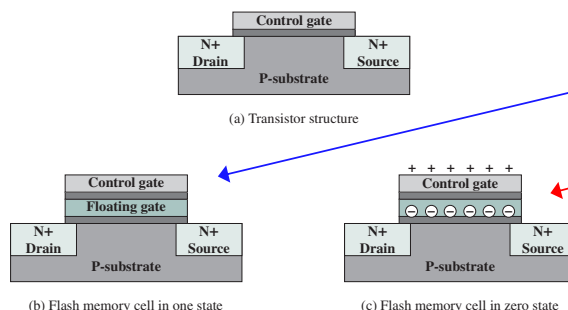 Control gate
N+
Drain
N+
Source
P-substrate
(a) Transistor structure
Control gate
Floating gate
N+
Drain
N+
Source
P-substrate
(b) Flash memory cell in one state
+ + + + + +
Control gate
− − − − − −
N+
Drain
N+
Source
P-substrate
(c) Flash memory cell in zero state